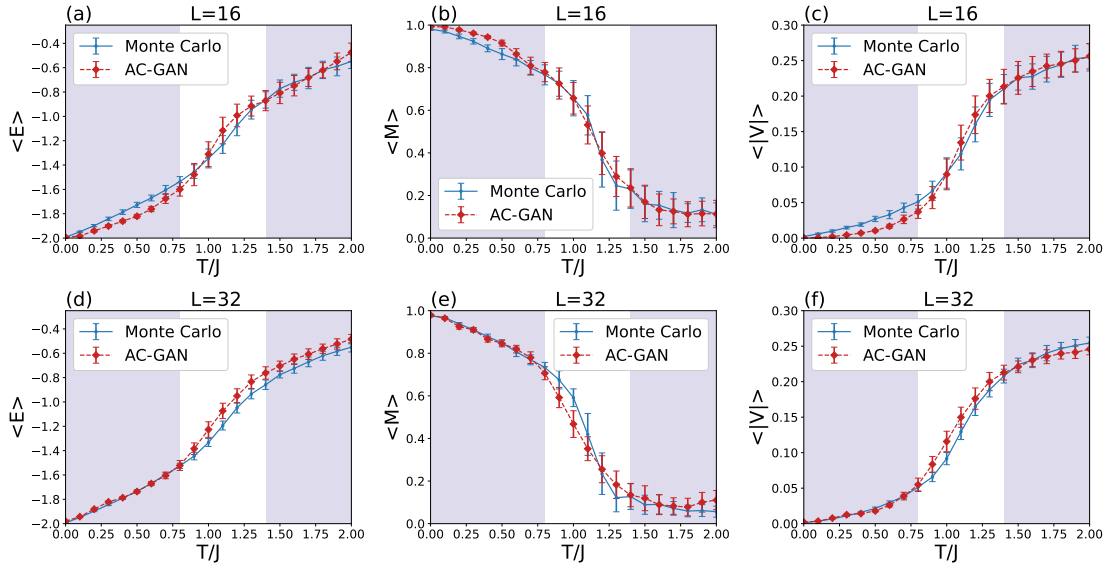 (a) L=16
−0.4
−0.6
−0.8
−1.0
−1.2
−1.4
−1.6
−1.8
−2.0
<E>
Monte Carlo
AC-GAN
0.00 0.25 0.50 0.75 1.00 1.25 1.50 1.75 2.00
T/J
(b) L=16
1.0
0.8
0.6
0.4
0.2
0.0
<M>
Monte Carlo
AC-GAN
0.00 0.25 0.50 0.75 1.00 1.25 1.50 1.75 2.00
T/J
(c) L=16
0.30
0.25
0.20
0.15
0.10
0.05
0.00
<|V|>
Monte Carlo
AC-GAN
0.00 0.25 0.50 0.75 1.00 1.25 1.50 1.75 2.00
T/J
(d) L=32
−0.4
−0.6
−0.8
−1.0
−1.2
−1.4
−1.6
−1.8
−2.0
<E>
Monte Carlo
AC-GAN
0.00 0.25 0.50 0.75 1.00 1.25 1.50 1.75 2.00
T/J
(e) L=32
1.0
0.8
0.6
0.4
0.2
0.0
<M>
Monte Carlo
AC-GAN
0.00 0.25 0.50 0.75 1.00 1.25 1.50 1.75 2.00
T/J
(f) L=32
0.30
0.25
0.20
0.15
0.10
0.05
0.00
<|V|>
Monte Carlo
AC-GAN
0.00 0.25 0.50 0.75 1.00 1.25 1.50 1.75 2.00
T/J